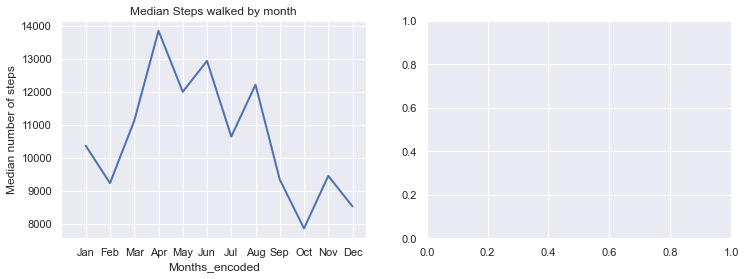 Median Steps walked by month
Median number of steps
14000
13000
12000
11000
10000
9000
8000
Jan Feb Mar Apr May Jun Jul Aug Sep Oct Nov Dec
Months_encoded
1.0
0.8
0.6
0.4
0.2
0.0
0.0 0.2 0.4 0.6 0.8 1.0